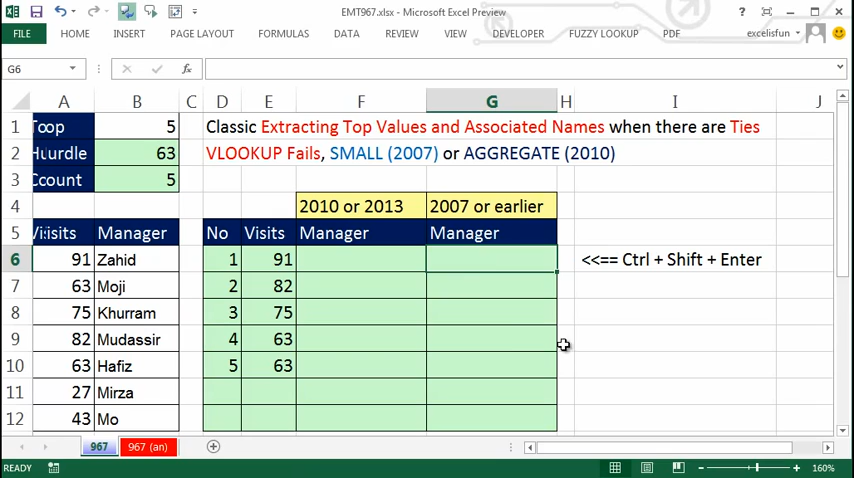 EMT967.xlsx - Microsoft Excel Preview
FILE HOME INSERT PAGE LAYOUT FORMULAS DATA REVIEW VIEW DEVELOPER FUZZY LOOKUP PDF excelisfun
G6 fx
A B C D E F G H I J
1 Toop 5 Classic Extracting Top Values and Associated Names when there are Ties
2 Huurdle 63 VLOOKUP Fails, SMALL (2007) or AGGREGATE (2010)
3 Ccount 5
4 2010 or 2013 2007 or earlier
5 Visits Manager No Visits Manager Manager
6 91 Zahid 1 91 <<== Ctrl + Shift + Enter
7 63 Moji 2 82
8 75 Khurram 3 75
9 82 Mudassir 4 63
10 63 Hafiz 5 63
11 27 Mirza
12 43 Mo
967 967 (an)
READY 160%